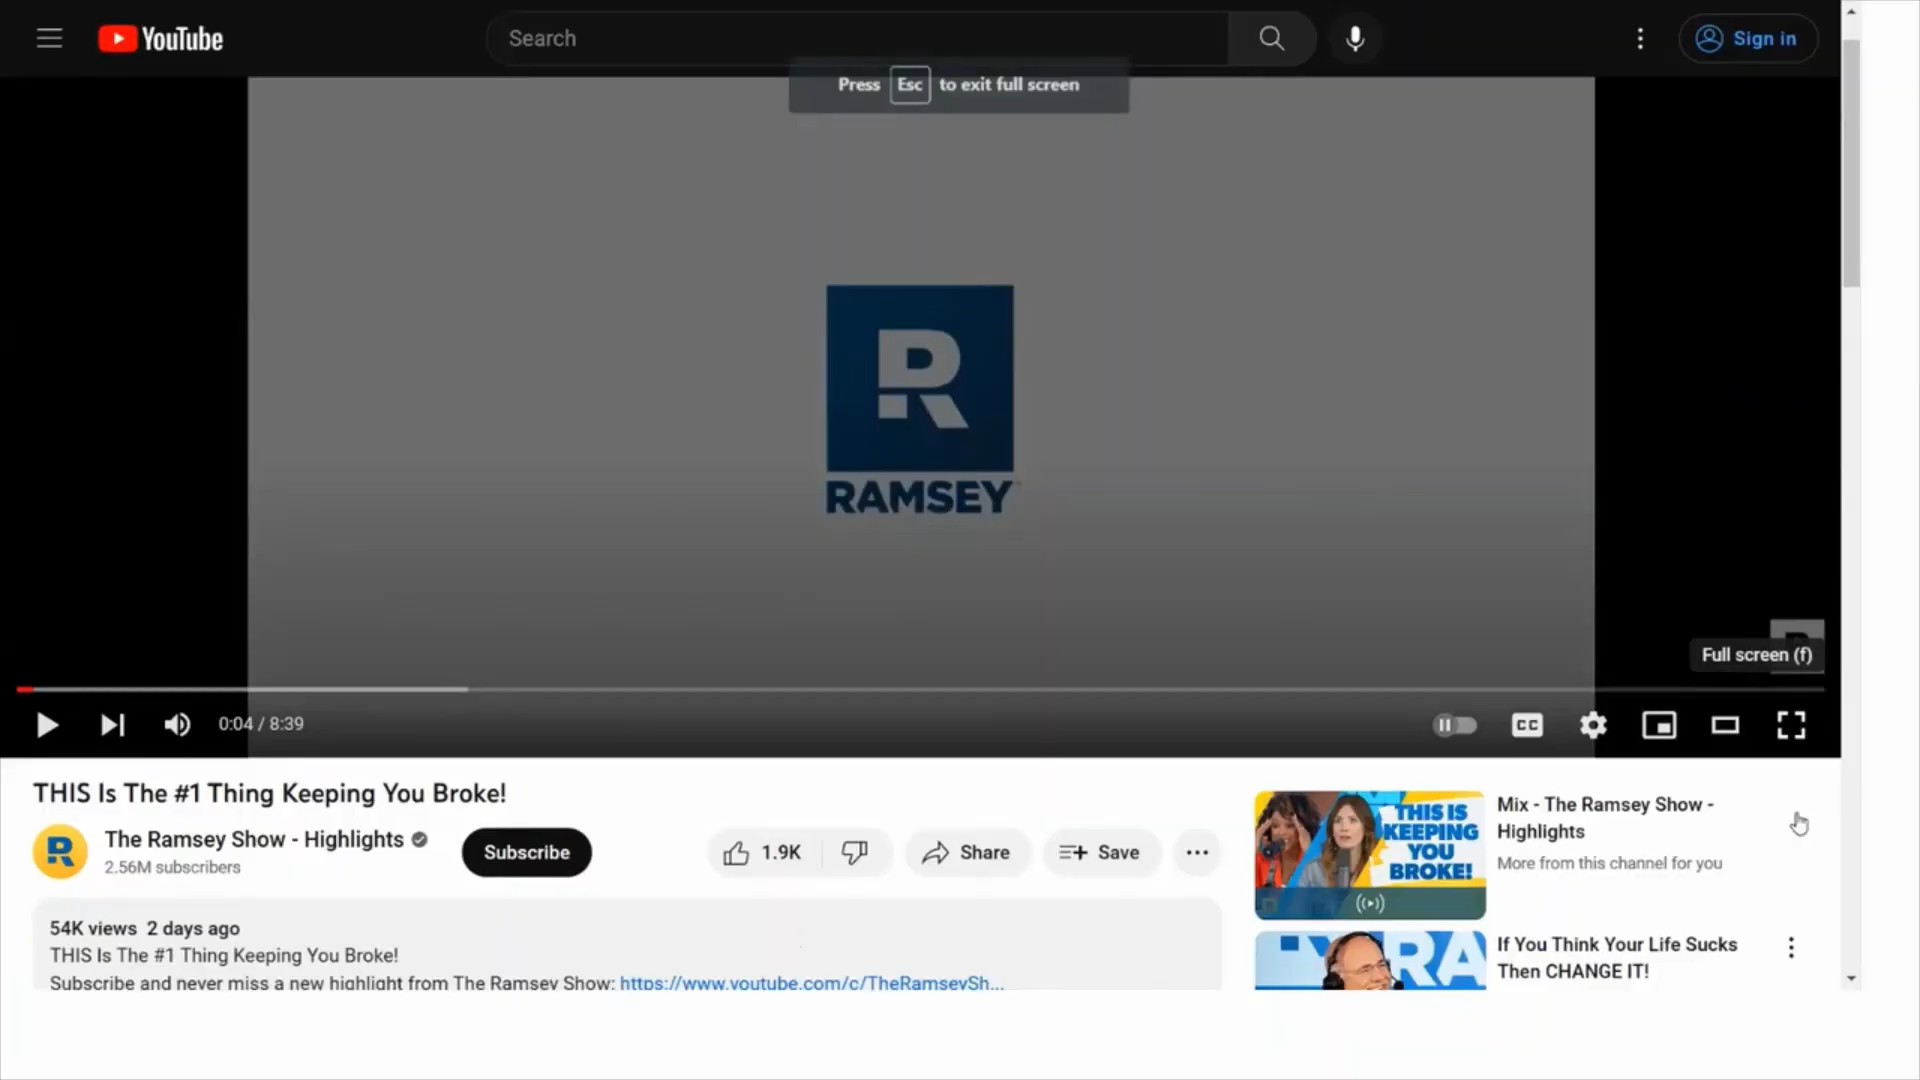 YouTube
Search
Sign in
Press Esc to exit full screen
R
RAMSEY
Full screen (f)
0:04 / 8:39
CC
THIS Is The #1 Thing Keeping You Broke!
R
The Ramsey Show - Highlights
2.56M subscribers
Subscribe
1.9K
Share
Save
54K views 2 days ago
THIS Is The #1 Thing Keeping You Broke!
Subscribe and never miss a new highlight from The Ramsey Show: https://www.youtube.com/c/TheRamseySh...
THIS IS
KEEPING
YOU
BROKE!
Mix - The Ramsey Show -
Highlights
More from this channel for you
RA
If You Think Your Life Sucks
Then CHANGE IT!